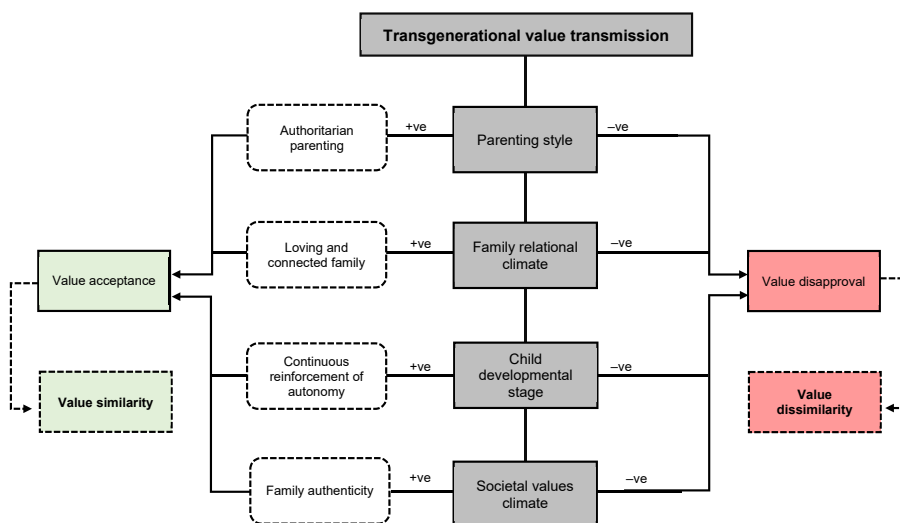 Transgenerational value transmission
Authoritarian
parenting
+ve
Parenting style
–ve
Loving and
connected family
+ve
Family relational
climate
–ve
Value acceptance
Value disapproval
Continuous
reinforcement of
autonomy
+ve
Child
developmental
stage
–ve
Value similarity
Value
dissimilarity
Family authenticity
+ve
Societal values
climate
–ve